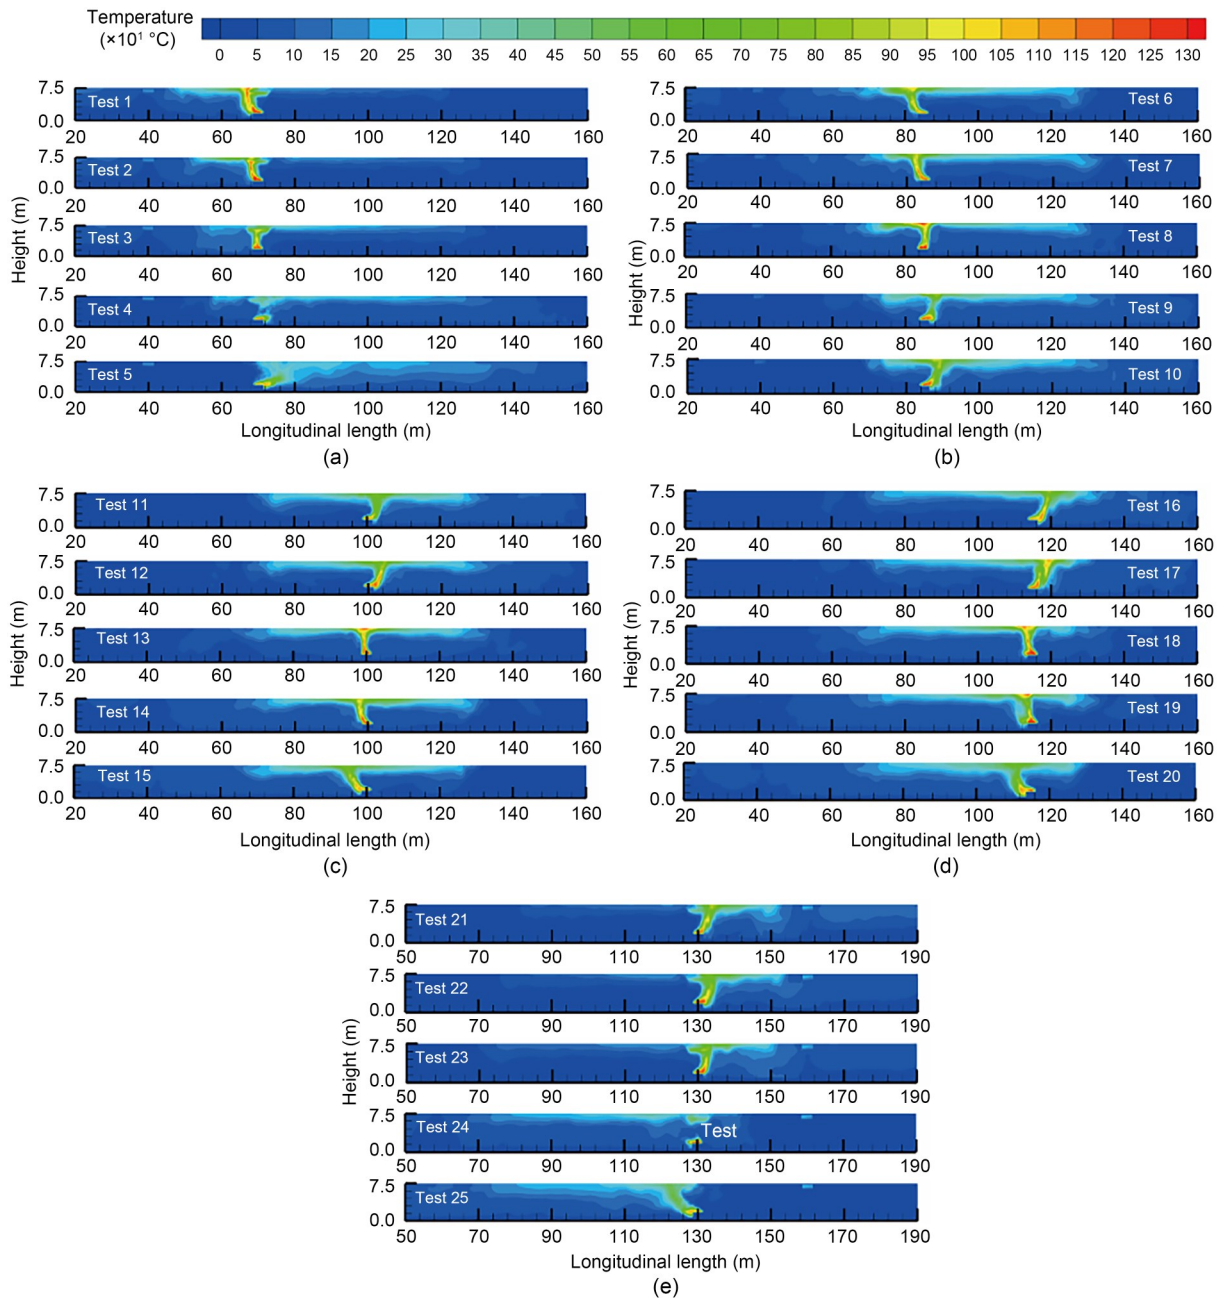 Temperature
(×10¹ °C)
0 5 10 15 20 25 30 35 40 45 50 55 60 65 70 75 80 85 90 95 100 105 110 115 120 125 130
Height (m)
7.5
Test 1
0.0
20 40 60 80 100 120 140 160
7.5
Test 2
0.0
20 40 60 80 100 120 140 160
7.5
Test 3
0.0
20 40 60 80 100 120 140 160
7.5
Test 4
0.0
20 40 60 80 100 120 140 160
7.5
Test 5
0.0
20 40 60 80 100 120 140 160
Longitudinal length (m)
(a)
Height (m)
7.5
Test 6
0.0
20 40 60 80 100 120 140 160
7.5
Test 7
0.0
20 40 60 80 100 120 140 160
7.5
Test 8
0.0
20 40 60 80 100 120 140 160
7.5
Test 9
0.0
20 40 60 80 100 120 140 160
7.5
Test 10
0.0
20 40 60 80 100 120 140 160
Longitudinal length (m)
(b)
Height (m)
7.5
Test 11
0.0
20 40 60 80 100 120 140 160
7.5
Test 12
0.0
20 40 60 80 100 120 140 160
7.5
Test 13
0.0
20 40 60 80 100 120 140 160
7.5
Test 14
0.0
20 40 60 80 100 120 140 160
7.5
Test 15
0.0
20 40 60 80 100 120 140 160
Longitudinal length (m)
(c)
Height (m)
7.5
Test 16
0.0
20 40 60 80 100 120 140 160
7.5
Test 17
0.0
20 40 60 80 100 120 140 160
7.5
Test 18
0.0
20 40 60 80 100 120 140 160
7.5
Test 19
0.0
20 40 60 80 100 120 140 160
7.5
Test 20
0.0
20 40 60 80 100 120 140 160
Longitudinal length (m)
(d)
Height (m)
7.5
Test 21
0.0
50 70 90 110 130 150 170 190
7.5
Test 22
0.0
50 70 90 110 130 150 170 190
7.5
Test 23
0.0
50 70 90 110 130 150 170 190
7.5
Test 24
Test
0.0
50 70 90 110 130 150 170 190
7.5
Test 25
0.0
50 70 90 110 130 150 170 190
Longitudinal length (m)
(e)